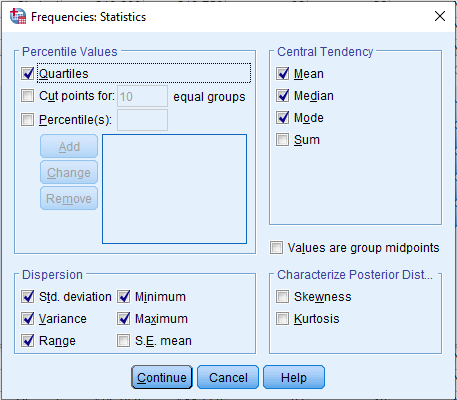 Frequencies: Statistics
Percentile Values
Quartiles
Cut points for: 10 equal groups
Percentile(s):
Add
Change
Remove
Central Tendency
Mean
Median
Mode
Sum
Values are group midpoints
Dispersion
Std. deviation Minimum
Variance Maximum
Range S.E. mean
Characterize Posterior Dist...
Skewness
Kurtosis
Continue Cancel Help